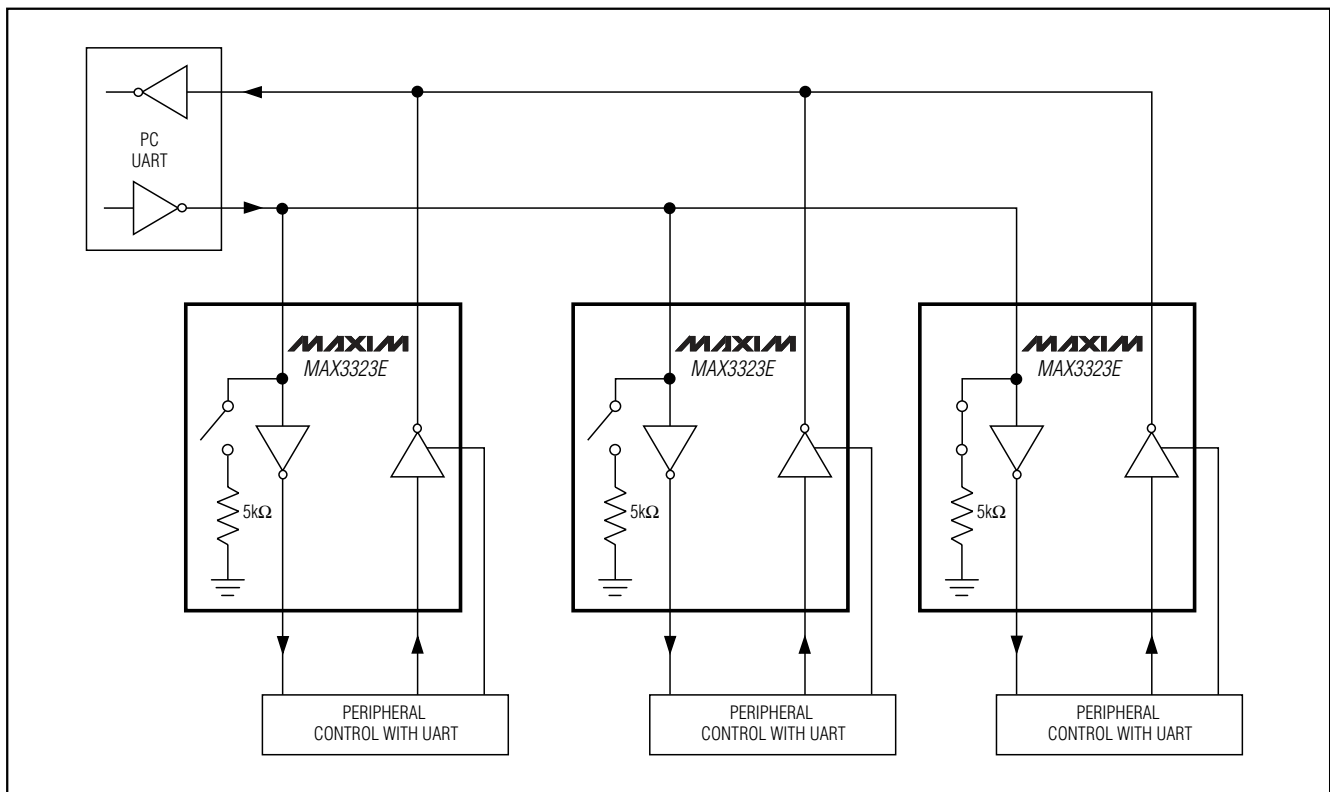 PC
UART
MAXIM
MAX3323E
5kΩ
MAXIM
MAX3323E
5kΩ
MAXIM
MAX3323E
5kΩ
PERIPHERAL
CONTROL WITH UART
PERIPHERAL
CONTROL WITH UART
PERIPHERAL
CONTROL WITH UART